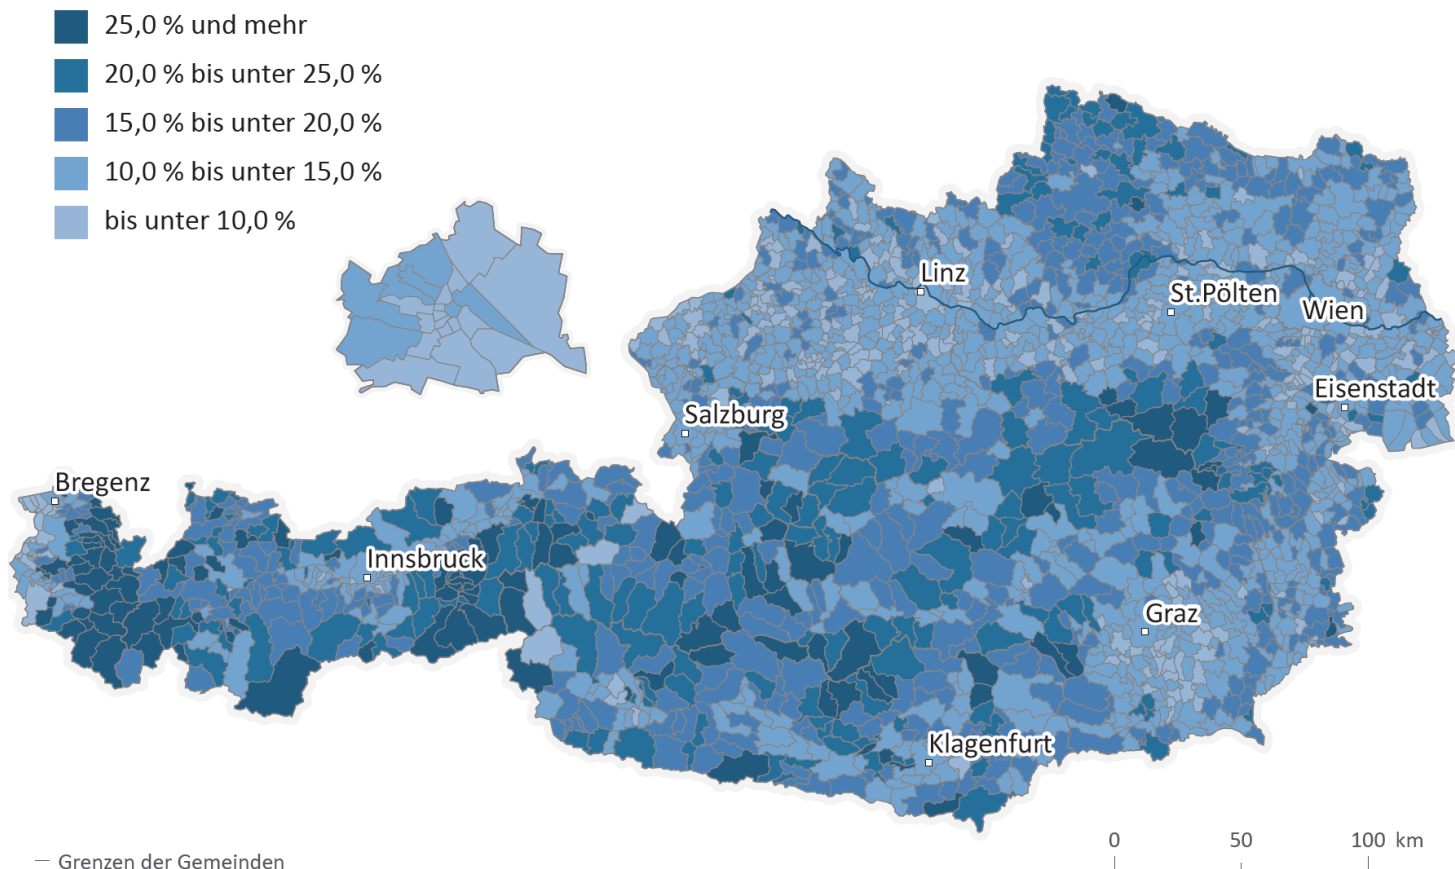 25,0 % und mehr
20,0 % bis unter 25,0 %
15,0 % bis unter 20,0 %
10,0 % bis unter 15,0 %
bis unter 10,0 %
Linz
St.Pölten
Wien
Eisenstadt
Salzburg
Bregenz
Innsbruck
Graz
Klagenfurt
0 50 100 km
Grenzen der Gemeinden